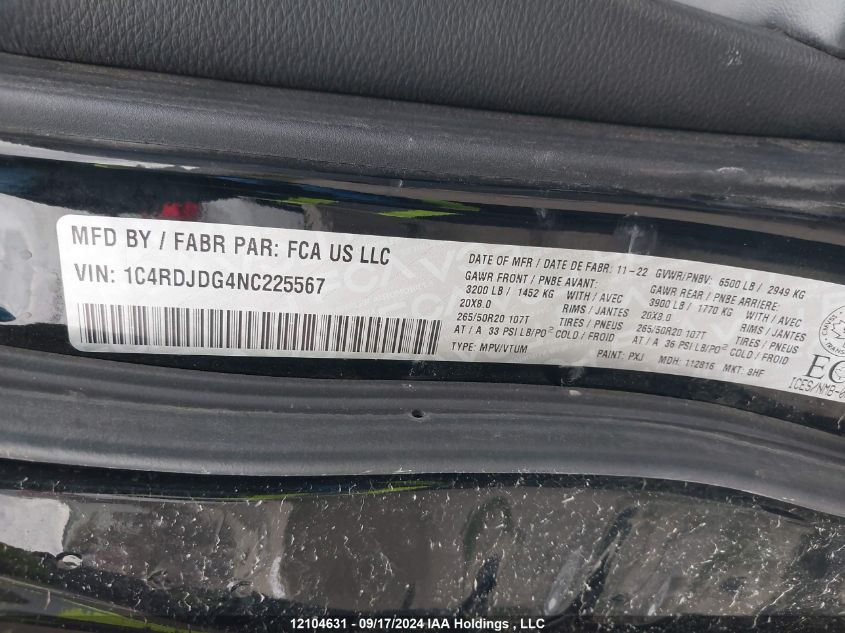 MFD BY / FABR PAR: FCA US LLC
VIN: 1C4RDJDG4NC225567
DATE OF MFR / DATE DE FABR: 11-22 GVWR/PNBV: 6500 LB / 2949 KG
GAWR FRONT / PNBE AVANT: GAWR REAR / PNBE ARRIERE:
3200 LB / 1452 KG WITH / AVEC 3900 LB / 1770 KG WITH / AVEC
20X8.0 RIMS / JANTES 20X8.0 RIMS / JANTES
265/50R20 107T TIRES / PNEUS 265/50R20 107T TIRES / PNEUS
AT / A 33 PSI LB/PO² COLD / FROID AT / A 36 PSI LB/PO² COLD / FROID
TYPE: MPV/VTUM PAINT: PXJ MDH: 112816 MKT: BHF
ICES/NMB-
12104631 - 09/17/2024 IAA Holdings, LLC